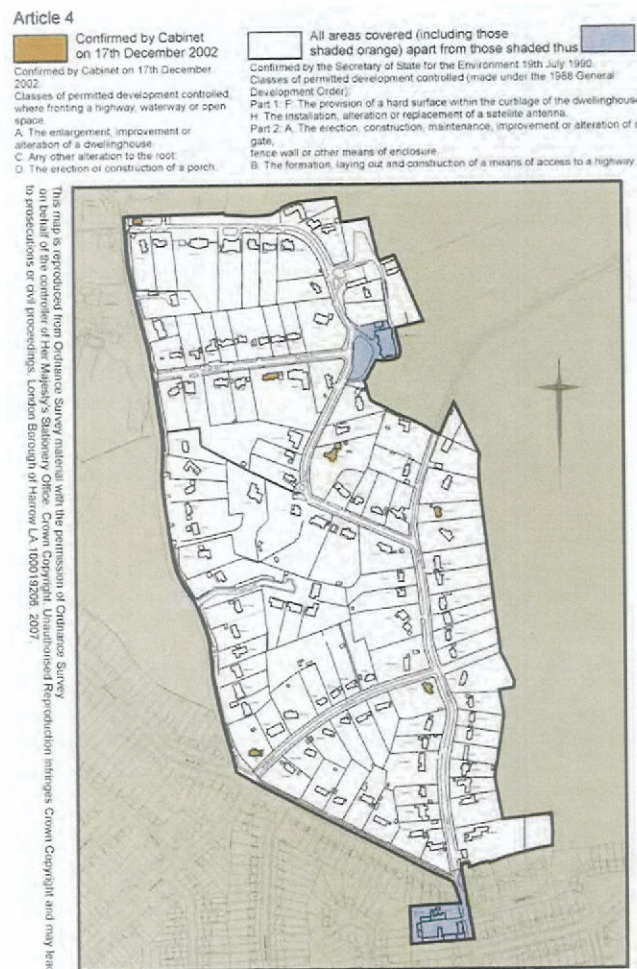 Article 4
Confirmed by Cabinet
on 17th December 2002
Confirmed by Cabinet on 17th December
2002.
Classes of permitted development controlled,
where fronting a highway, waterway or open
space.
A. The enlargement, improvement or
alteration of a dwellinghouse.
C. Any other alteration to the roof.
D. The erection or construction of a porch.
All areas covered (including those
shaded orange) apart from those shaded thus
Confirmed by the Secretary of State for the Environment 19th July 1990.
Classes of permitted development controlled (made under the 1988 General
Development Order).
Part 1: F. The provision of a hard surface within the curtilage of the dwellinghouse
H. The installation, alteration or replacement of a satellite antenna.
Part 2: A. The erection, construction, maintenance, improvement or alteration of a
gate,
fence wall or other means of enclosure.
B. The formation, laying out and construction of a means of access to a highway
This map is reproduced from Ordnance Survey material with the permission of Ordnance Survey
on behalf of the controller of Her Majesty's Stationery Office. Crown Copyright. Unauthorised Reproduction infringes Crown Copyright and may lead
to prosecutions or civil proceedings. London Borough of Harrow LA.100019206. 2007.